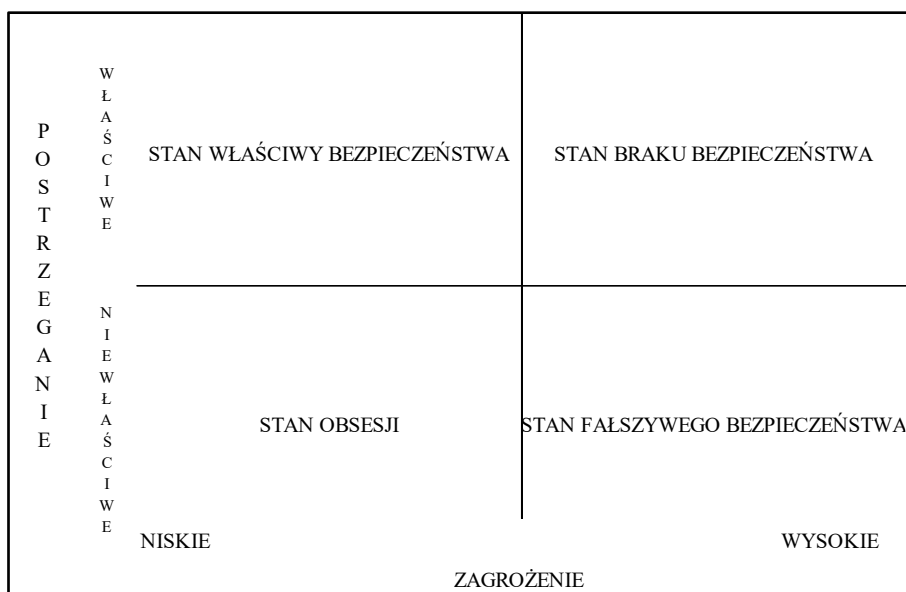 POSTRZEGANIE
WŁAŚCIWE
STAN WŁAŚCIWY BEZPIECZEŃSTWA
STAN BRAKU BEZPIECZEŃSTWA
NIEWŁAŚCIWE
STAN OBSESJI
STAN FAŁSZYWEGO BEZPIECZEŃSTWA
NISKIE
WYSOKIE
ZAGROŻENIE